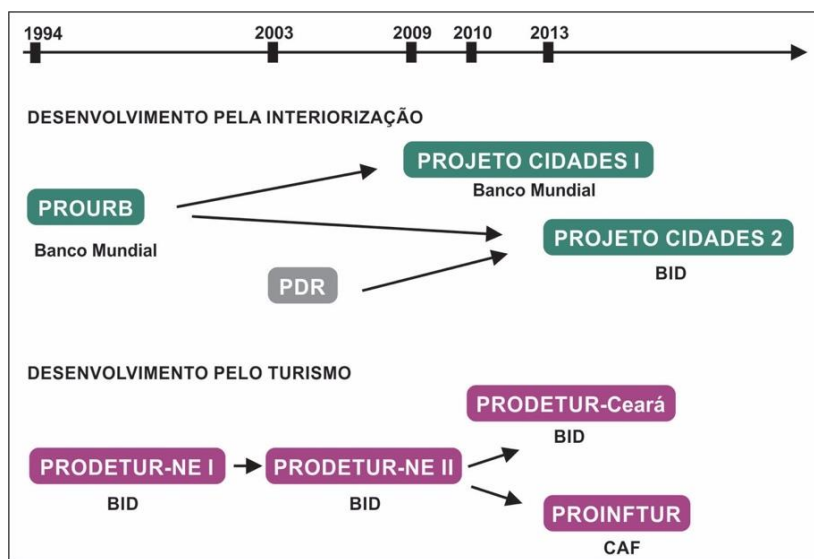 1994 2003 2009 2010 2013
DESENVOLVIMENTO PELA INTERIORIZAÇÃO
PROJETO CIDADES I
Banco Mundial
PROURB
Banco Mundial
PROJETO CIDADES 2
BID
PDR
DESENVOLVIMENTO PELO TURISMO
PRODETUR-Ceará
BID
PRODETUR-NE I
BID
PRODETUR-NE II
BID
PROINFTUR
CAF